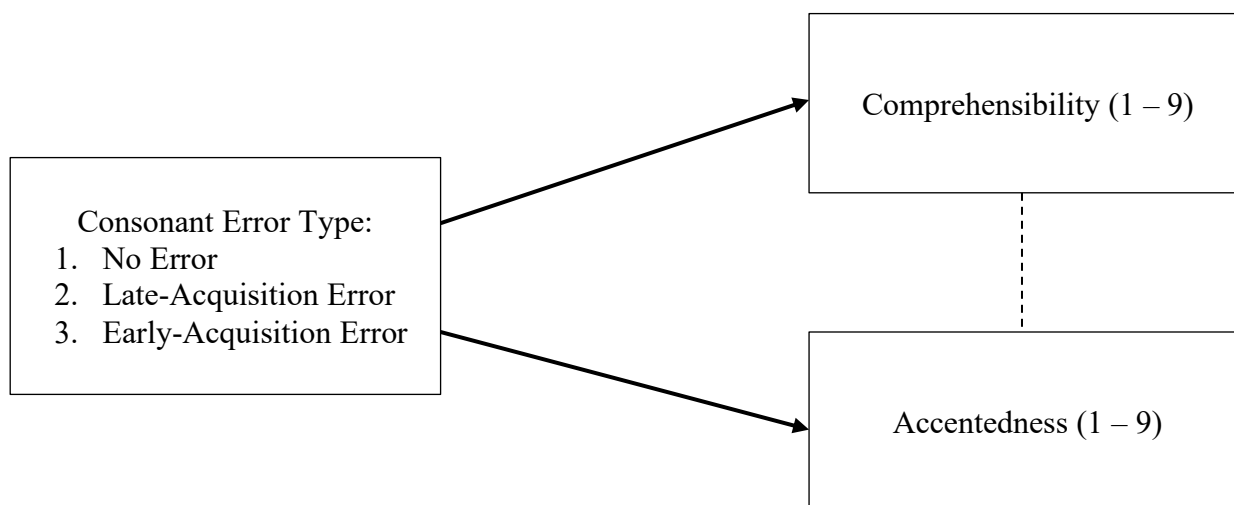 Comprehensibility (1 – 9)
Consonant Error Type:
1. No Error
2. Late-Acquisition Error
3. Early-Acquisition Error
Accentedness (1 – 9)